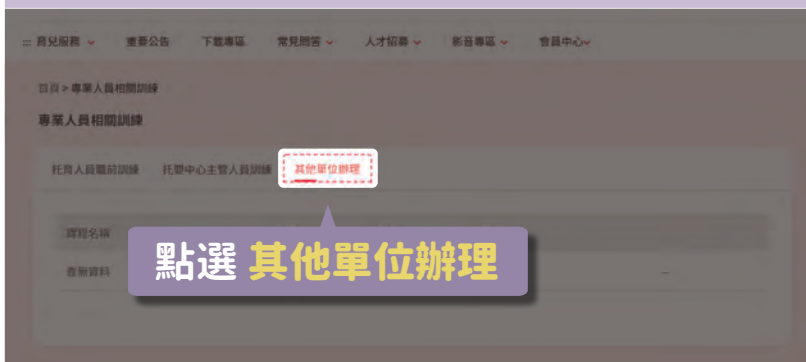 ::: 育兒服務 重要公告 下載專區 常見問答 人才招募 影音專區 會員中心
首頁 > 專業人員相關訓練
專業人員相關訓練
托育人員職前訓練 托嬰中心主管人員訓練 其他單位辦理
課程名稱
點選 其他單位辦理
查無資料 —